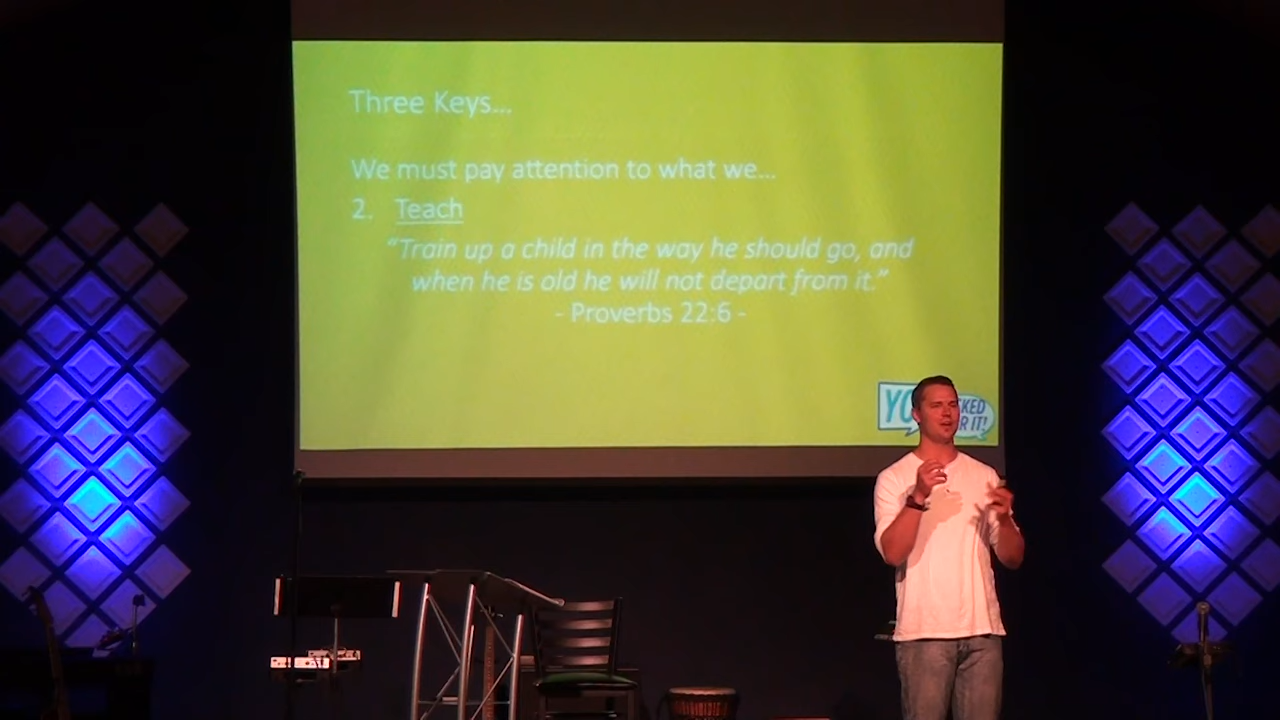 Three Keys...
We must pay attention to what we...
2. Teach
"Train up a child in the way he should go, and
when he is old he will not depart from it."
- Proverbs 22:6 -
IT!